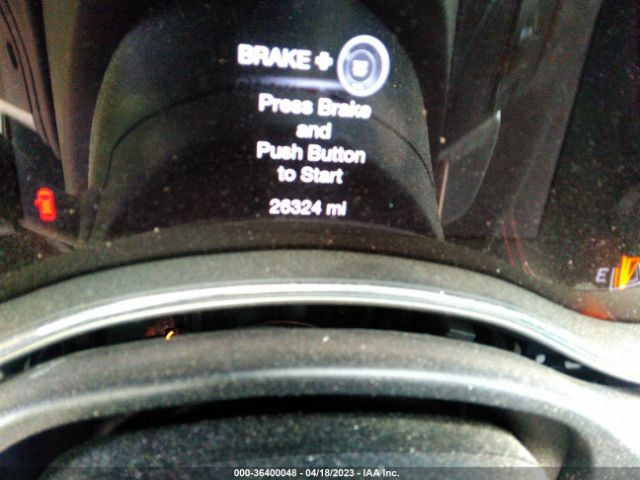 BRAKE +
Press Brake
and
Push Button
to Start
26324 mi
E
000-36400048 - 04/18/2023 - IAA Inc.